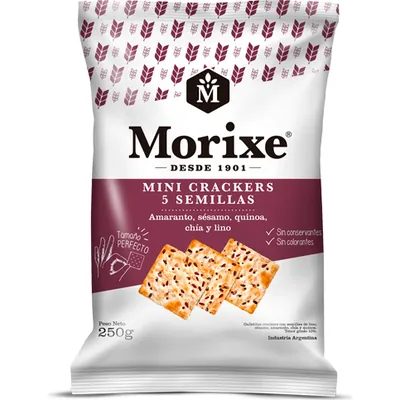 M
Morixe®
DESDE 1901
MINI CRACKERS
5 SEMILLAS
Amaranto, sésamo, quinoa,
chía y lino
Tamaño
PERFECTO
✓ Sin conservantes
✓ Sin colorantes
Peso Neto:
250g
Industria Argentina